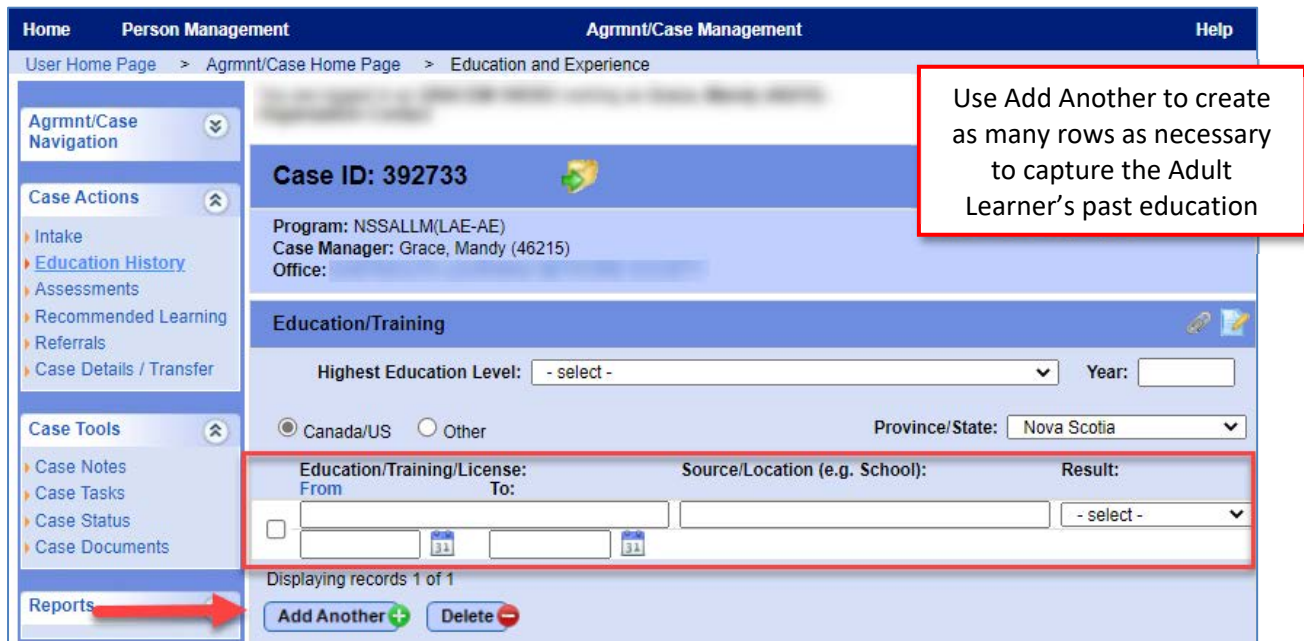 Home Person Management Agrmnt/Case Management Help
User Home Page > Agrmnt/Case Home Page > Education and Experience
Use Add Another to create
as many rows as necessary
to capture the Adult
Learner’s past education
Agrmnt/Case
Navigation
Case Actions
Intake
Education History
Assessments
Recommended Learning
Referrals
Case Details / Transfer
Case Tools
Case Notes
Case Tasks
Case Status
Case Documents
Reports
Case ID: 392733
Program: NSSALLM(LAE-AE)
Case Manager: Grace, Mandy (46215)
Office:
Education/Training
Highest Education Level: - select - Year:
Canada/US Other Province/State: Nova Scotia
Education/Training/License: Source/Location (e.g. School): Result:
From To:
- select -
31 31
Displaying records 1 of 1
Add Another Delete